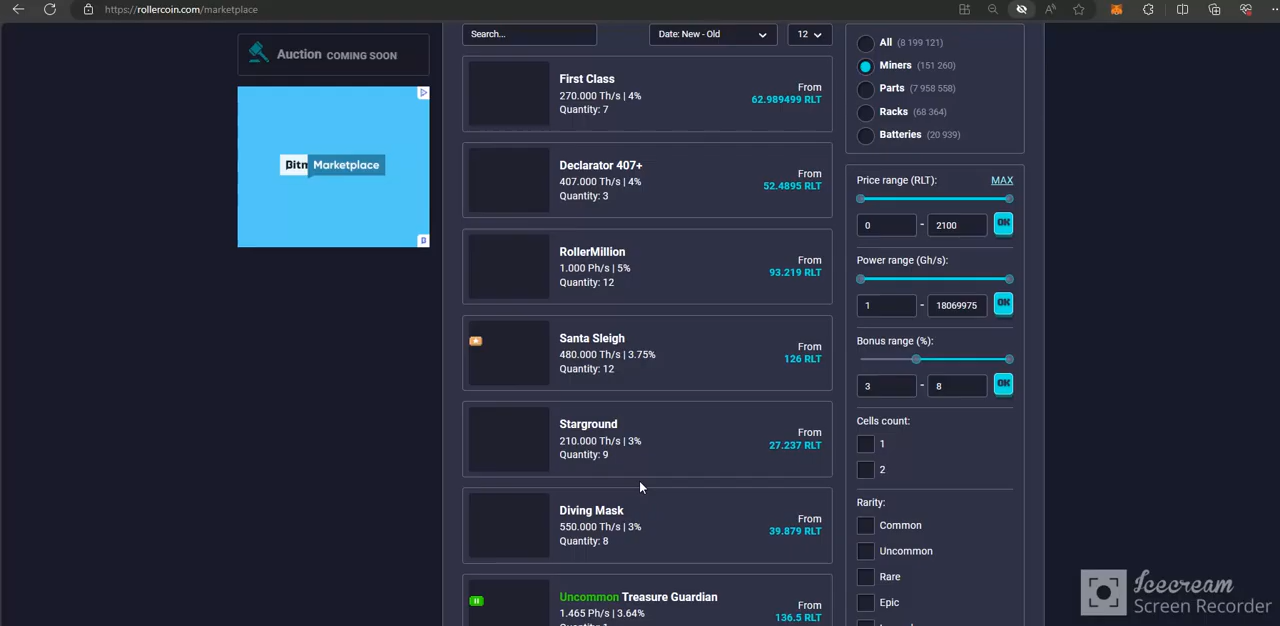 https://rollercoin.com/marketplace
Auction COMING SOON
Bitm Marketplace
Search...
Date: New - Old
12
First Class
270.000 Th/s | 4%
Quantity: 7
From
62.989499 RLT
Declarator 407+
407.000 Th/s | 4%
Quantity: 3
From
52.4895 RLT
RollerMillion
1.000 Ph/s | 5%
Quantity: 12
From
93.219 RLT
Santa Sleigh
480.000 Th/s | 3.75%
Quantity: 12
From
126 RLT
Starground
210.000 Th/s | 3%
Quantity: 9
From
27.237 RLT
Diving Mask
550.000 Th/s | 3%
Quantity: 8
From
39.879 RLT
Uncommon Treasure Guardian
1.465 Ph/s | 3.64%
From
136.5 RLT
All (8 199 121)
Miners (151 260)
Parts (7 958 558)
Racks (68 364)
Batteries (20 939)
Price range (RLT): MAX
0 - 2100 OK
Power range (Gh/s):
1 - 18069975 OK
Bonus range (%):
3 - 8 OK
Cells count:
1
2
Rarity:
Common
Uncommon
Rare
Epic
Icecream
Screen Recorder